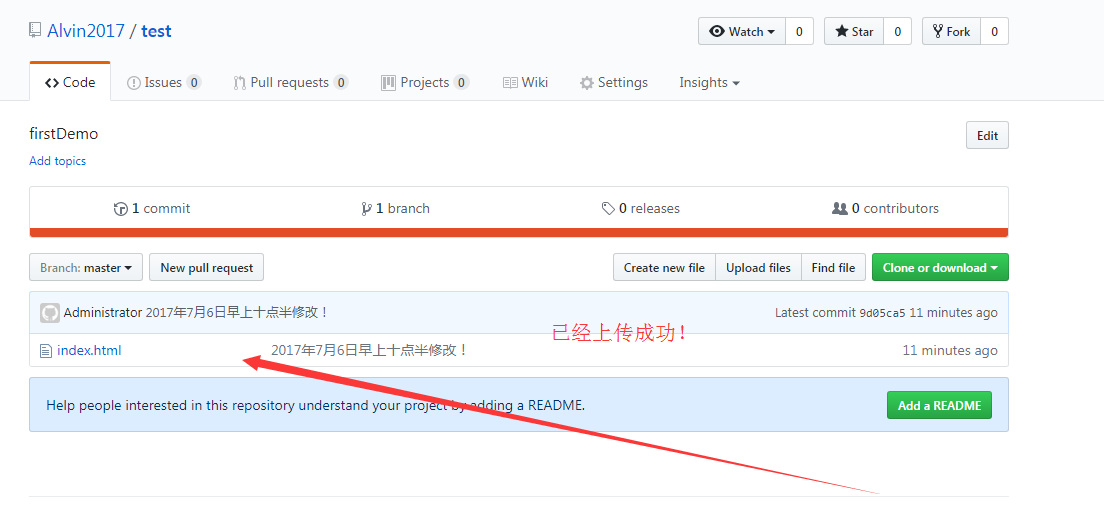 Alvin2017 / test
Watch 0 Star 0 Fork 0
Code Issues 0 Pull requests 0 Projects 0 Wiki Settings Insights
firstDemo
Edit
Add topics
1 commit 1 branch 0 releases 0 contributors
Branch: master New pull request Create new file Upload files Find file Clone or download
Administrator 2017年7月6日早上十点半修改！ Latest commit 9d05ca5 11 minutes ago
已经上传成功！
index.html 2017年7月6日早上十点半修改！ 11 minutes ago
Help people interested in this repository understand your project by adding a README. Add a README